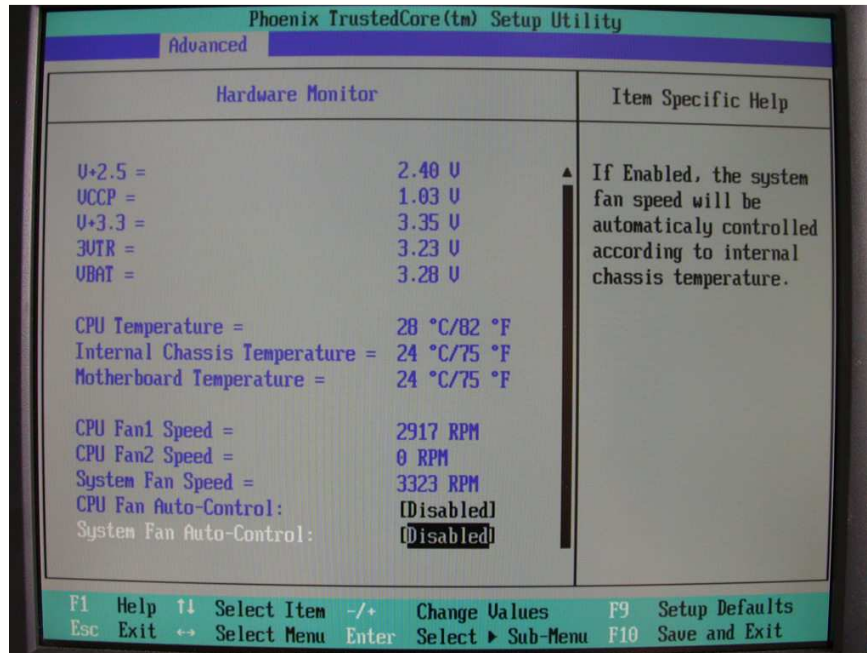 Phoenix TrustedCore(tm) Setup Utility
Advanced
Hardware Monitor
Item Specific Help
V+2.5 = 2.40 V
VCCP = 1.03 V
V+3.3 = 3.35 V
3VTR = 3.23 V
VBAT = 3.28 V
CPU Temperature = 28 °C/82 °F
Internal Chassis Temperature = 24 °C/75 °F
Motherboard Temperature = 24 °C/75 °F
CPU Fan1 Speed = 2917 RPM
CPU Fan2 Speed = 0 RPM
System Fan Speed = 3323 RPM
CPU Fan Auto-Control: [Disabled]
System Fan Auto-Control: [Disabled]
If Enabled, the system
fan speed will be
automaticaly controlled
according to internal
chassis temperature.
F1 Help ↑↓ Select Item -/+ Change Values F9 Setup Defaults
Esc Exit ↔ Select Menu Enter Select ▶ Sub-Menu F10 Save and Exit